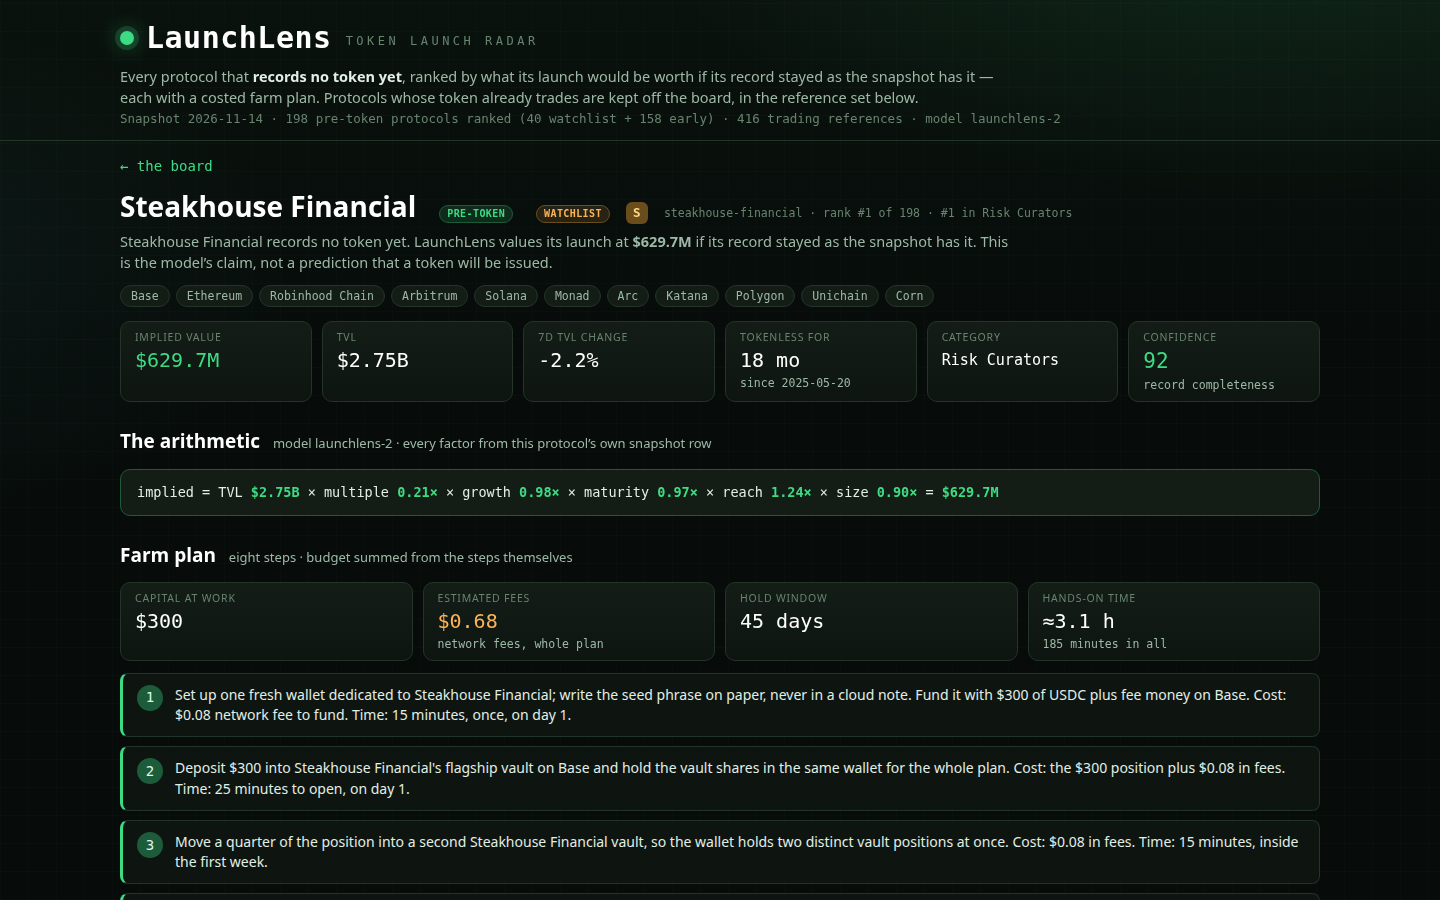 LaunchLens TOKEN LAUNCH RADAR
Every protocol that records no token yet, ranked by what its launch would be worth if its record stayed as the snapshot has it —
each with a costed farm plan. Protocols whose token already trades are kept off the board, in the reference set below.
Snapshot 2026-11-14 · 198 pre-token protocols ranked (40 watchlist + 158 early) · 416 trading references · model launchlens-2
← the board
Steakhouse Financial PRE-TOKEN WATCHLIST S steakhouse-financial · rank #1 of 198 · #1 in Risk Curators
Steakhouse Financial records no token yet. LaunchLens values its launch at $629.7M if its record stayed as the snapshot has it. This
is the model’s claim, not a prediction that a token will be issued.
Base Ethereum Robinhood Chain Arbitrum Solana Monad Arc Katana Polygon Unichain Corn
IMPLIED VALUE
$629.7M
TVL
$2.75B
7D TVL CHANGE
-2.2%
TOKENLESS FOR
18 mo
since 2025-05-20
CATEGORY
Risk Curators
CONFIDENCE
92
record completeness
The arithmetic model launchlens-2 · every factor from this protocol’s own snapshot row
implied = TVL $2.75B × multiple 0.21× × growth 0.98× × maturity 0.97× × reach 1.24× × size 0.90× = $629.7M
Farm plan eight steps · budget summed from the steps themselves
CAPITAL AT WORK
$300
ESTIMATED FEES
$0.68
network fees, whole plan
HOLD WINDOW
45 days
HANDS-ON TIME
≈3.1 h
185 minutes in all
1 Set up one fresh wallet dedicated to Steakhouse Financial; write the seed phrase on paper, never in a cloud note. Fund it with $300 of USDC plus fee money on Base. Cost:
$0.08 network fee to fund. Time: 15 minutes, once, on day 1.
2 Deposit $300 into Steakhouse Financial's flagship vault on Base and hold the vault shares in the same wallet for the whole plan. Cost: the $300 position plus $0.08 in fees.
Time: 25 minutes to open, on day 1.
3 Move a quarter of the position into a second Steakhouse Financial vault, so the wallet holds two distinct vault positions at once. Cost: $0.08 in fees. Time: 15 minutes, inside
the first week.